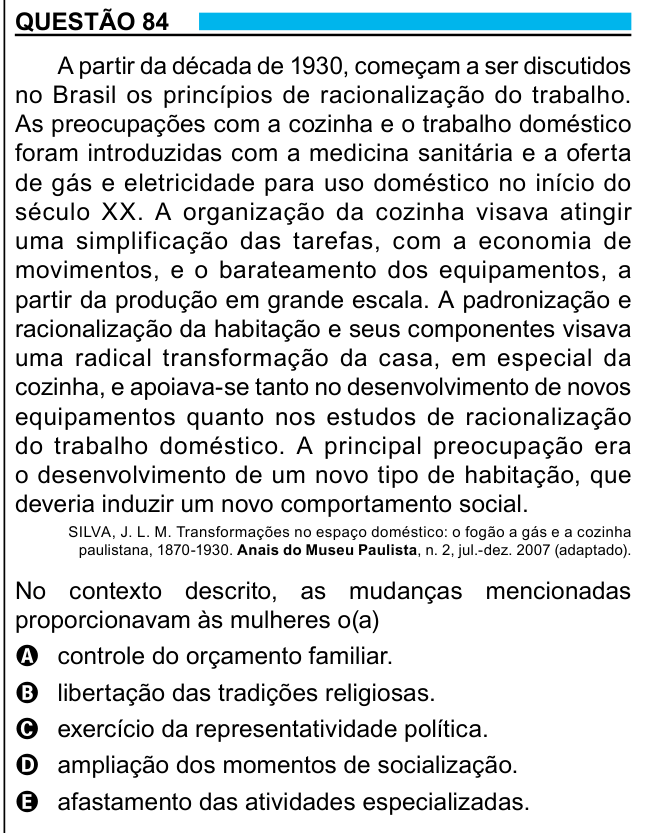 QUESTÃO 84
A partir da década de 1930, começam a ser discutidos
no Brasil os princípios de racionalização do trabalho.
As preocupações com a cozinha e o trabalho doméstico
foram introduzidas com a medicina sanitária e a oferta
de gás e eletricidade para uso doméstico no início do
século XX. A organização da cozinha visava atingir
uma simplificação das tarefas, com a economia de
movimentos, e o barateamento dos equipamentos, a
partir da produção em grande escala. A padronização e
racionalização da habitação e seus componentes visava
uma radical transformação da casa, em especial da
cozinha, e apoiava-se tanto no desenvolvimento de novos
equipamentos quanto nos estudos de racionalização
do trabalho doméstico. A principal preocupação era
o desenvolvimento de um novo tipo de habitação, que
deveria induzir um novo comportamento social.
SILVA, J. L. M. Transformações no espaço doméstico: o fogão a gás e a cozinha
paulistana, 1870-1930. Anais do Museu Paulista, n. 2, jul.-dez. 2007 (adaptado).
No contexto descrito, as mudanças mencionadas
proporcionavam às mulheres o(a)
A controle do orçamento familiar.
B libertação das tradições religiosas.
C exercício da representatividade política.
D ampliação dos momentos de socialização.
E afastamento das atividades especializadas.